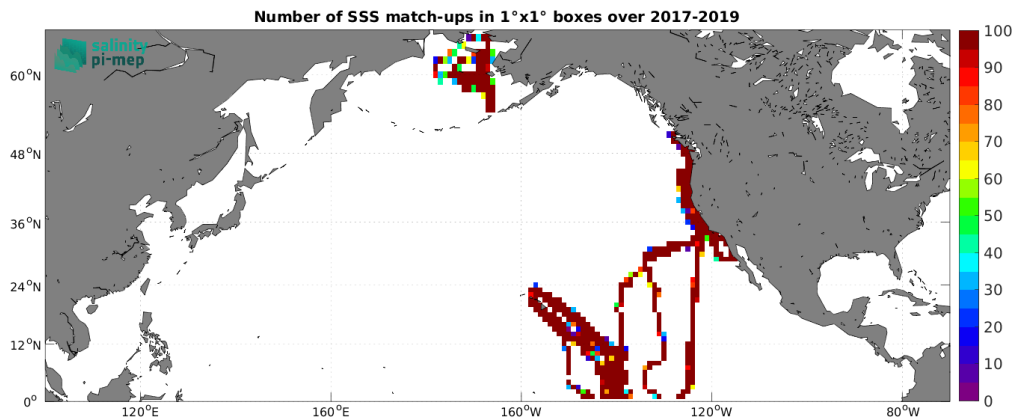 Number of SSS match-ups in 1°x1° boxes over 2017-2019
salinity
pi-mep
60°N
48°N
36°N
24°N
12°N
0°
120°E
160°E
160°W
120°W
80°W
100
90
80
70
60
50
40
30
20
10
0